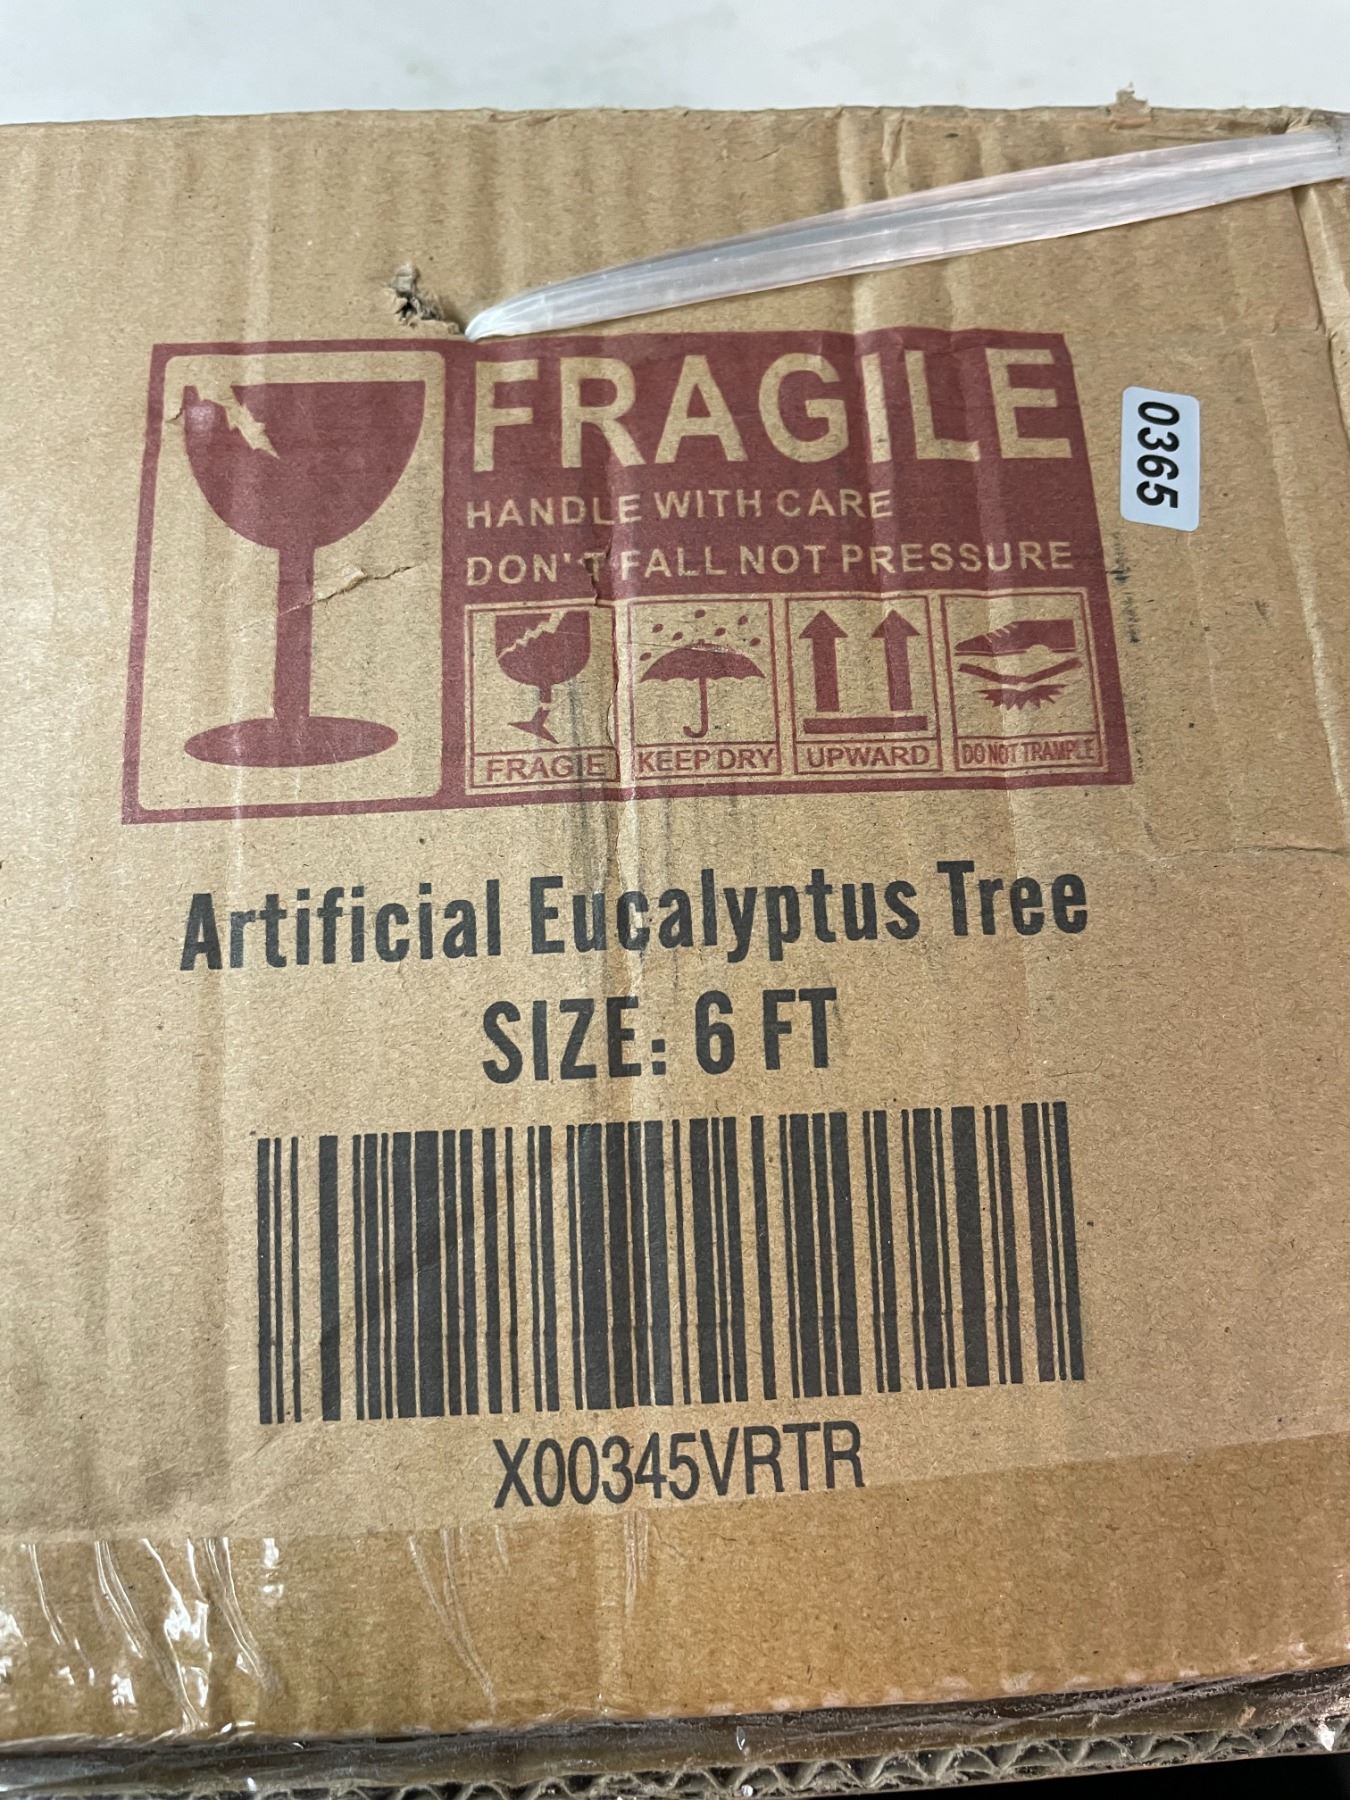 FRAGILE
HANDLE WITH CARE
DON'T FALL NOT PRESSURE
FRAGIE
KEEP DRY
UPWARD
DO NOT TRAMPLE
0365
Artificial Eucalyptus Tree
SIZE: 6 FT
X00345VRTR